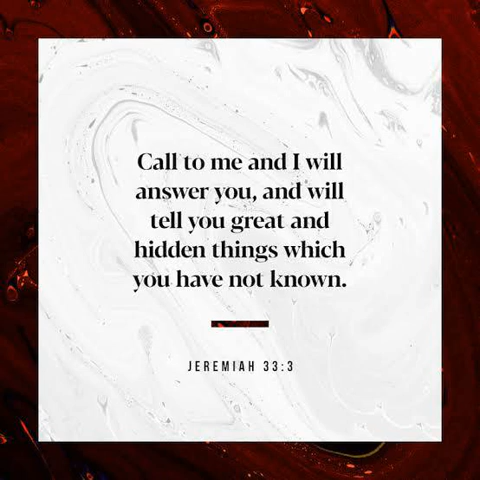 Call to me and I will
answer you, and will
tell you great and
hidden things which
you have not known.
JEREMIAH 33:3